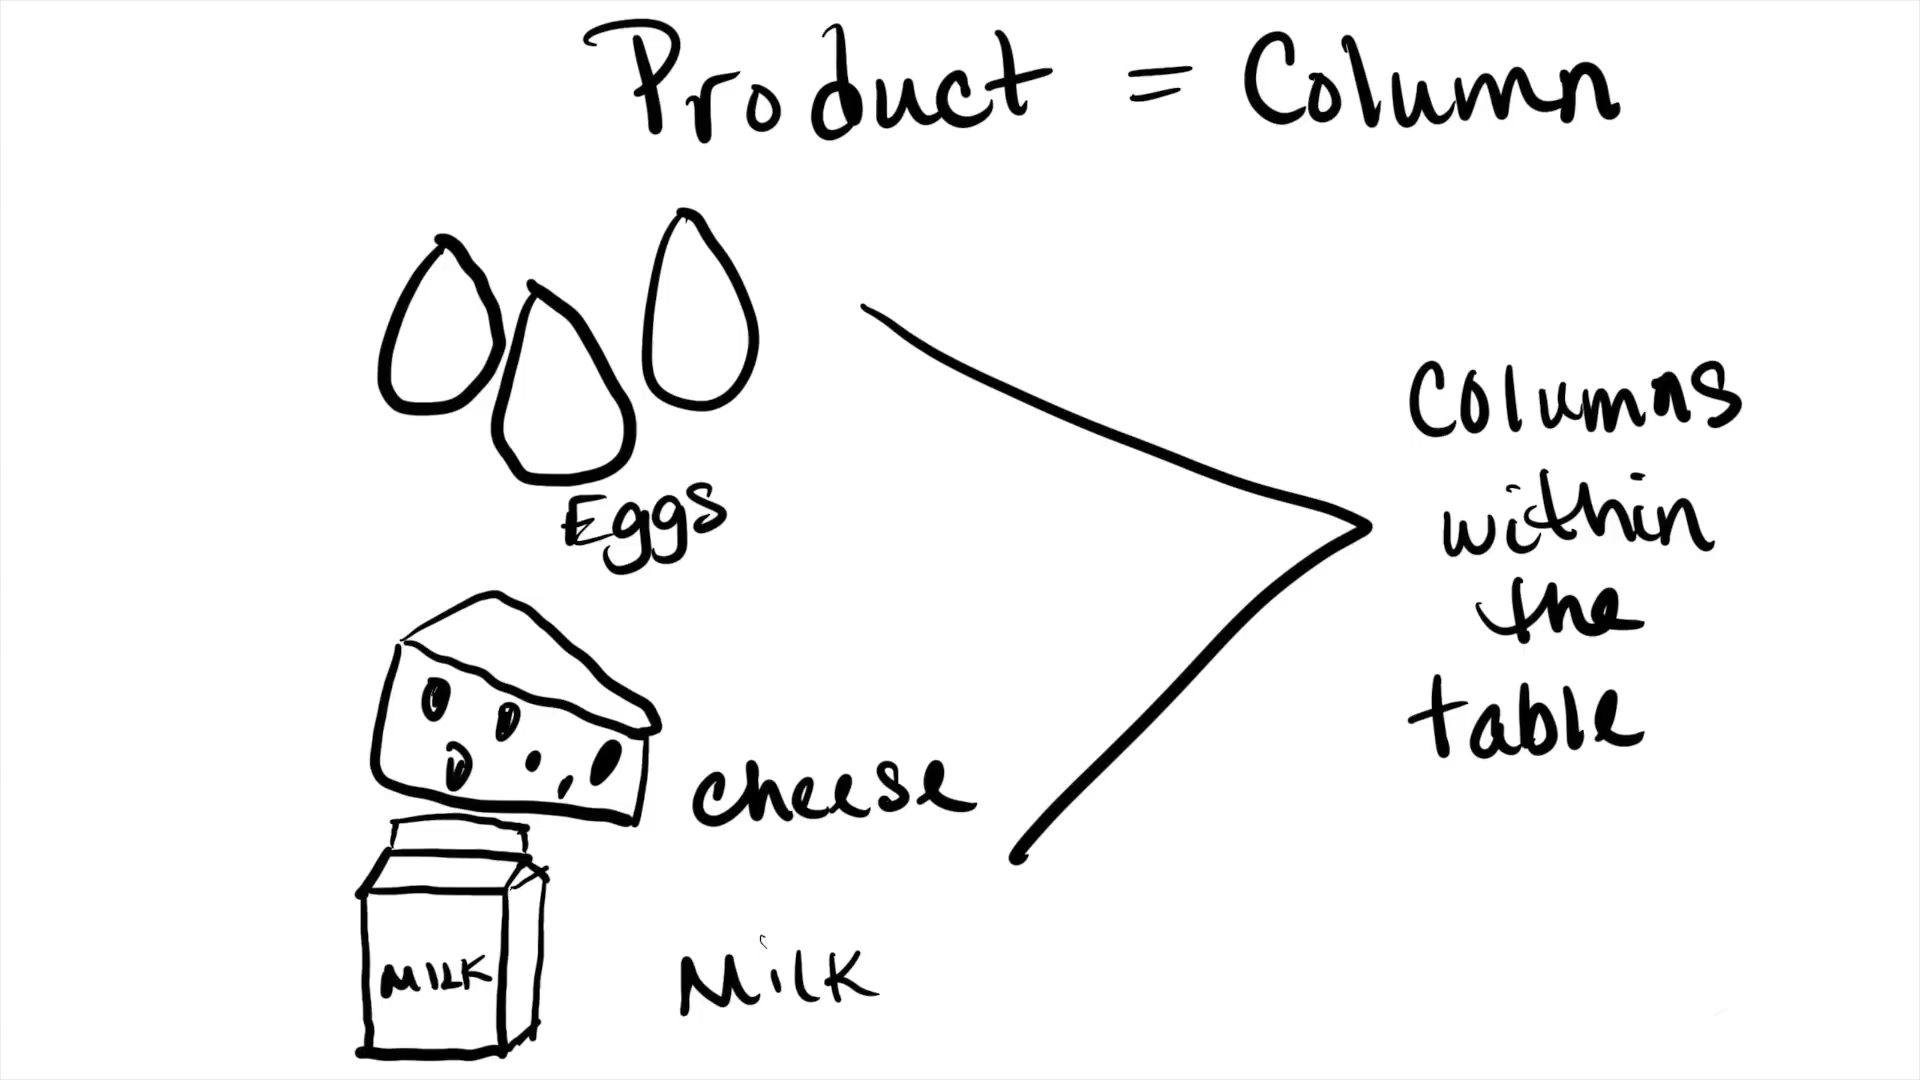 Product = Column
Eggs
cheese
MILK
Milk
Columns
within
the
table